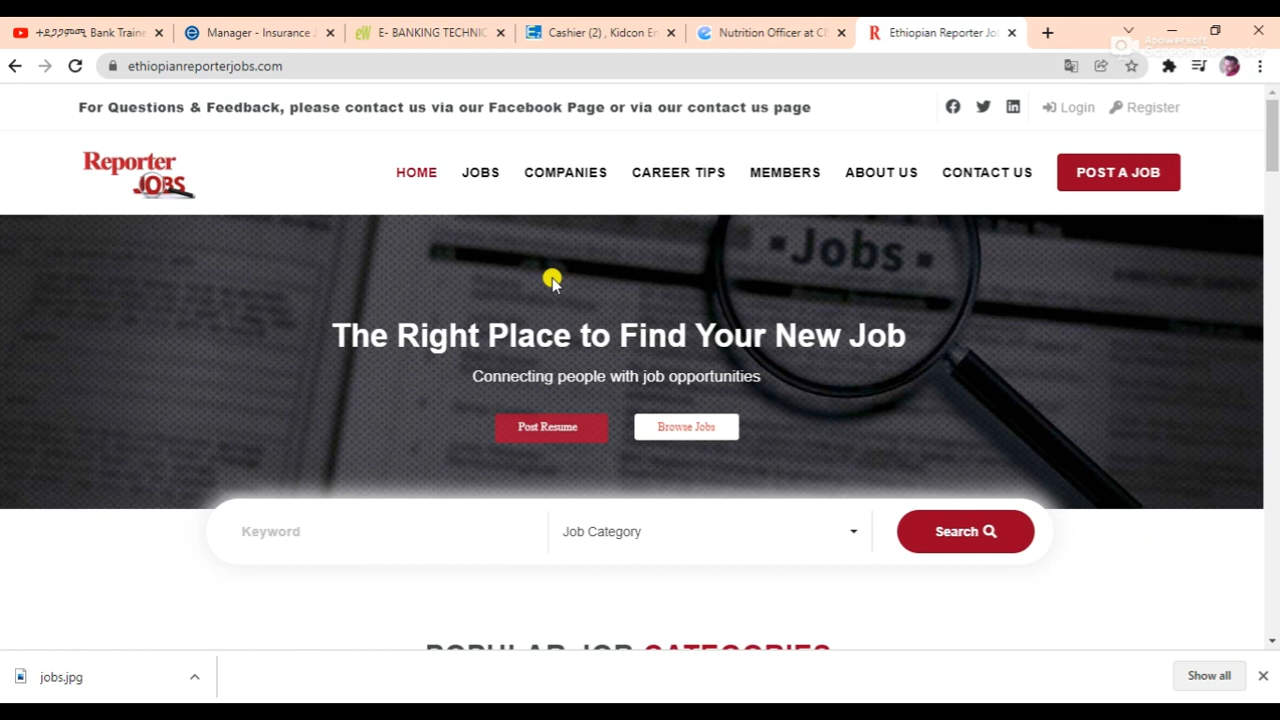 ተደጋጋሚ Bank Traine
Manager - Insurance J
E- BANKING TECHNIC
Cashier (2) , Kidcon En
Nutrition Officer at Ch
Ethiopian Reporter Jo
ethiopianreporterjobs.com
Apowersoft
Screen Recorder
For Questions & Feedback, please contact us via our Facebook Page or via our contact us page
Login
Register
Reporter
JOBS
HOME
JOBS
COMPANIES
CAREER TIPS
MEMBERS
ABOUT US
CONTACT US
POST A JOB
Jobs
The Right Place to Find Your New Job
Connecting people with job opportunities
Post Resume
Browse Jobs
Keyword
Job Category
Search
POPULAR JOB CATEGORIES
jobs.jpg
Show all